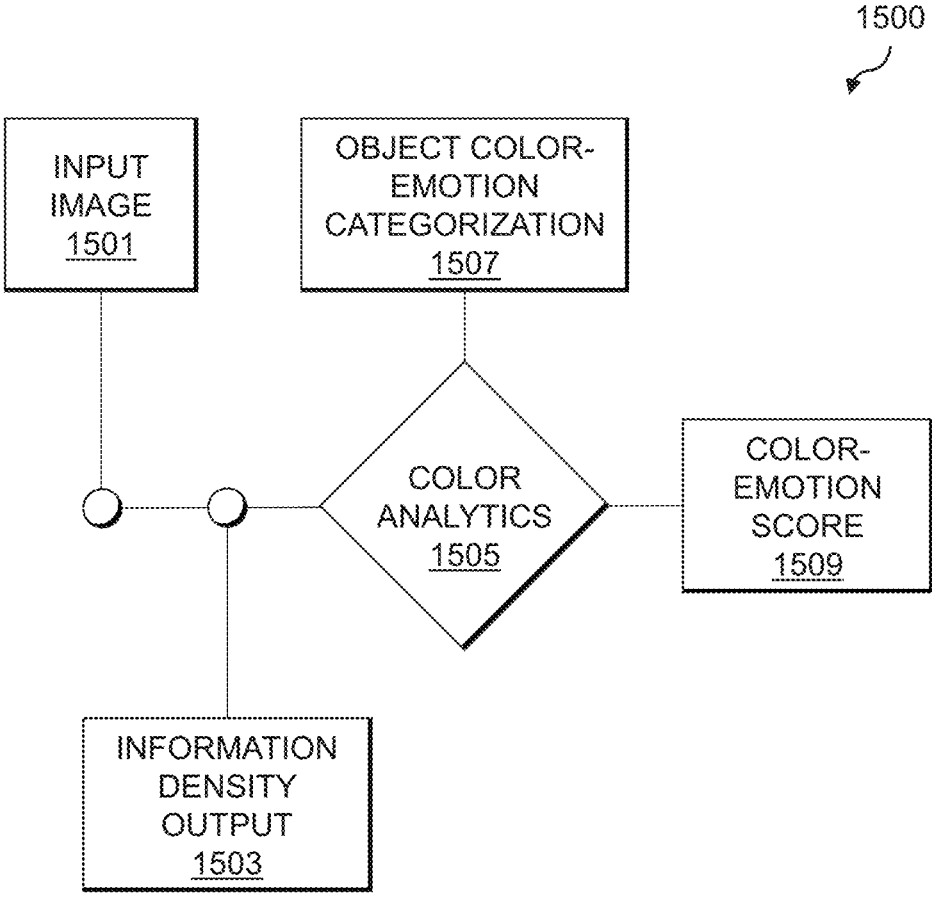 1500
INPUT
IMAGE
1501
OBJECT COLOR-
EMOTION
CATEGORIZATION
1507
COLOR
ANALYTICS
1505
COLOR-
EMOTION
SCORE
1509
INFORMATION
DENSITY
OUTPUT
1503